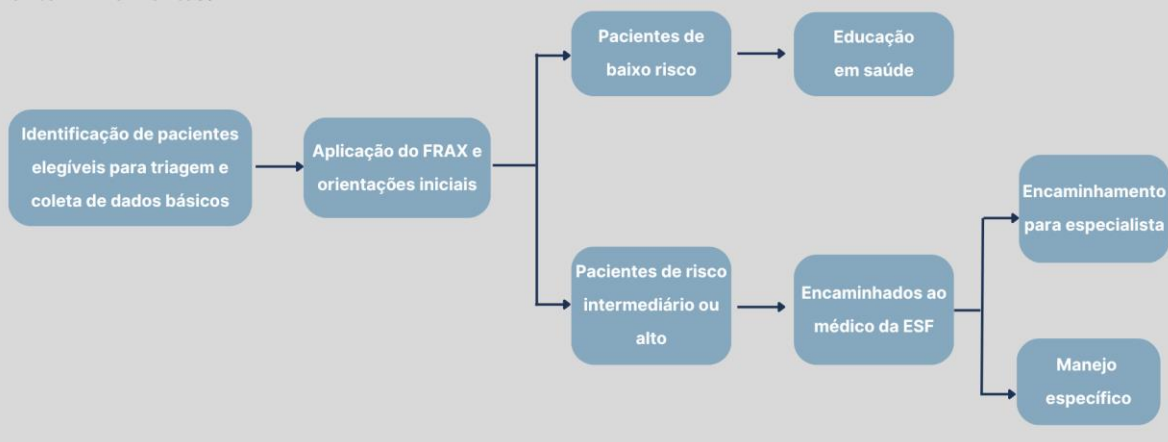 Identificação de pacientes
elegíveis para triagem e
coleta de dados básicos
Aplicação do FRAX e
orientações iniciais
Pacientes de
baixo risco
Educação
em saúde
Pacientes de risco
intermediário ou
alto
Encaminhados ao
médico da ESF
Encaminhamento
para especialista
Manejo
específico